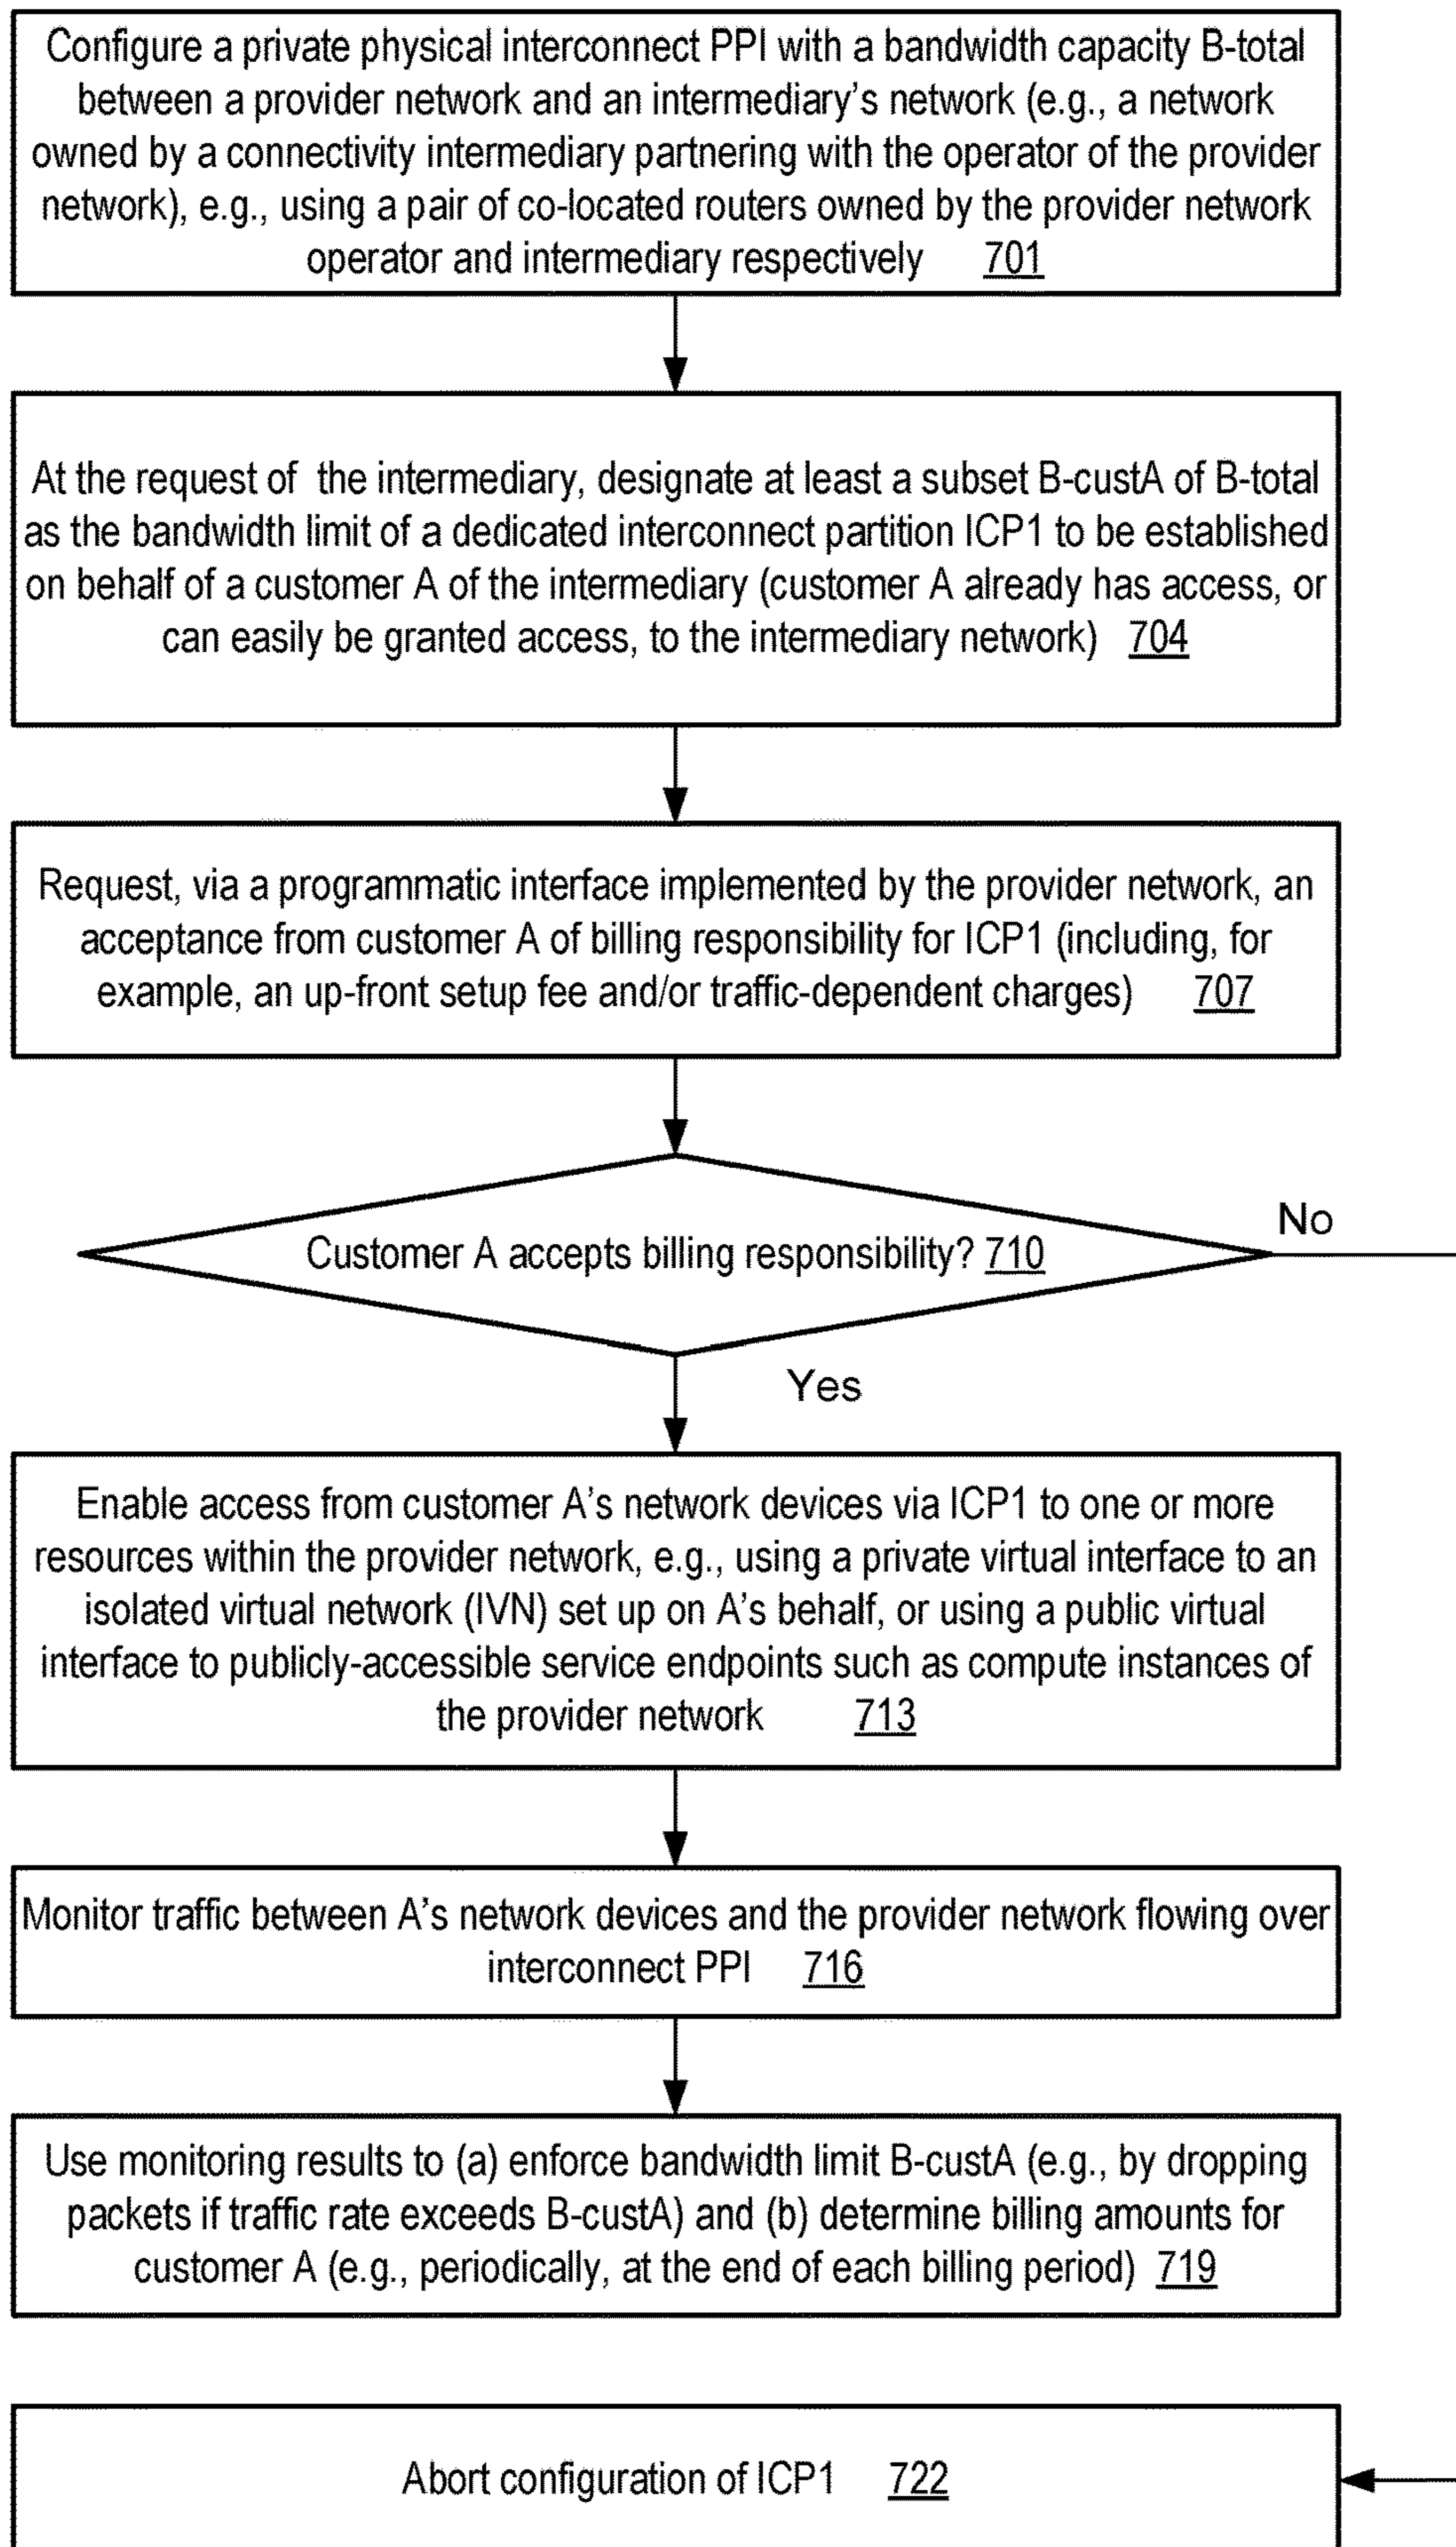 Configure a private physical interconnect PPI with a bandwidth capacity B-total
between a provider network and an intermediary's network (e.g., a network
owned by a connectivity intermediary partnering with the operator of the provider
network), e.g., using a pair of co-located routers owned by the provider network
operator and intermediary respectively 701
At the request of the intermediary, designate at least a subset B-custA of B-total
as the bandwidth limit of a dedicated interconnect partition ICP1 to be established
on behalf of a customer A of the intermediary (customer A already has access, or
can easily be granted access, to the intermediary network) 704
Request, via a programmatic interface implemented by the provider network, an
acceptance from customer A of billing responsibility for ICP1 (including, for
example, an up-front setup fee and/or traffic-dependent charges) 707
No
Customer A accepts billing responsibility? 710
Yes
Enable access from customer A's network devices via ICP1 to one or more
resources within the provider network, e.g., using a private virtual interface to an
isolated virtual network (IVN) set up on A's behalf, or using a public virtual
interface to publicly-accessible service endpoints such as compute instances of
the provider network 713
Monitor traffic between A's network devices and the provider network flowing over
interconnect PPI 716
Use monitoring results to (a) enforce bandwidth limit B-custA (e.g., by dropping
packets if traffic rate exceeds B-custA) and (b) determine billing amounts for
customer A (e.g., periodically, at the end of each billing period) 719
Abort configuration of ICP1 722